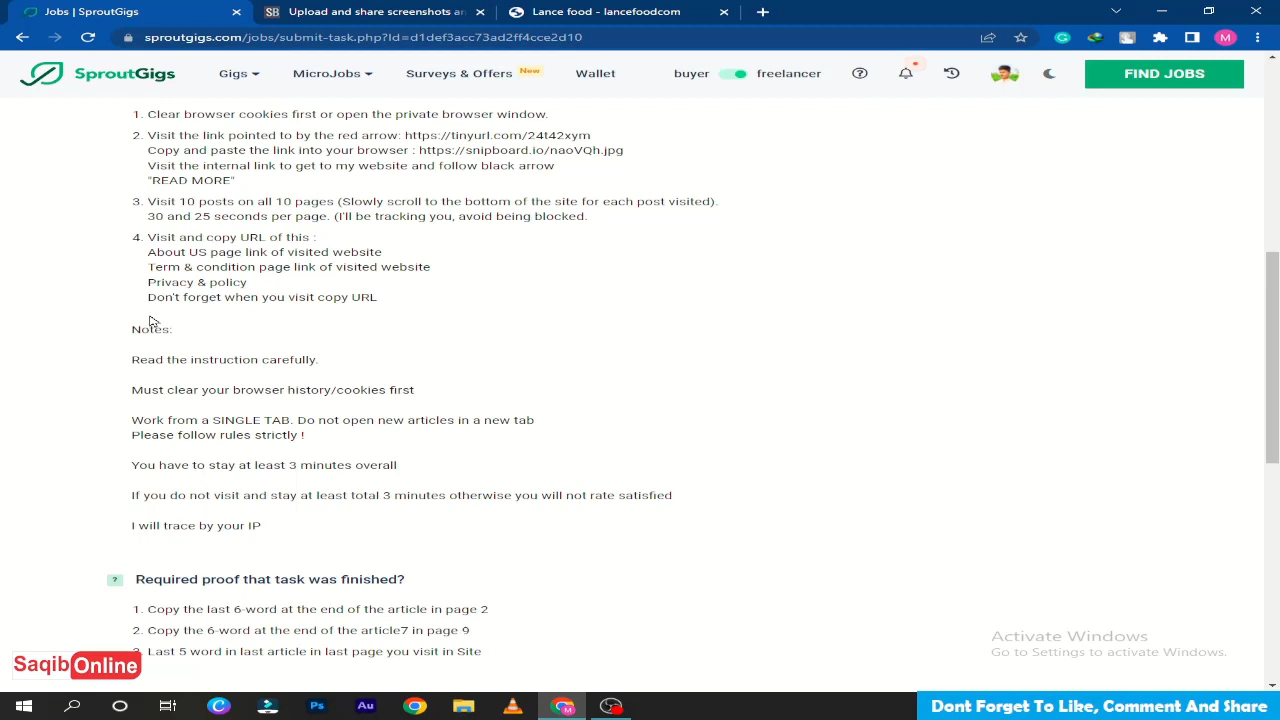 Jobs | SproutGigs
Upload and share screenshots ar
Lance food - lancefoodcom
sproutgigs.com/jobs/submit-task.php?Id=d1def3acc73ad2ff4cce2d10
SproutGigs
Gigs
MicroJobs
Surveys & Offers New
Wallet
buyer
freelancer
FIND JOBS
1. Clear browser cookies first or open the private browser window.
2. Visit the link pointed to by the red arrow: https://tinyurl.com/24t42xym
Copy and paste the link into your browser : https://snipboard.io/naoVQh.jpg
Visit the internal link to get to my website and follow black arrow
"READ MORE"
3. Visit 10 posts on all 10 pages (Slowly scroll to the bottom of the site for each post visited).
30 and 25 seconds per page. (I'll be tracking you, avoid being blocked.
4. Visit and copy URL of this :
About US page link of visited website
Term & condition page link of visited website
Privacy & policy
Don't forget when you visit copy URL
Notes:
Read the instruction carefully.
Must clear your browser history/cookies first
Work from a SINGLE TAB. Do not open new articles in a new tab
Please follow rules strictly !
You have to stay at least 3 minutes overall
If you do not visit and stay at least total 3 minutes otherwise you will not rate satisfied
I will trace by your IP
? Required proof that task was finished?
1. Copy the last 6-word at the end of the article in page 2
2. Copy the 6-word at the end of the article7 in page 9
3. Last 5 word in last article in last page you visit in Site
Activate Windows
Go to Settings to activate Windows.
Saqib Online
Ps
Au
M
Dont Forget To Like, Comment And Share